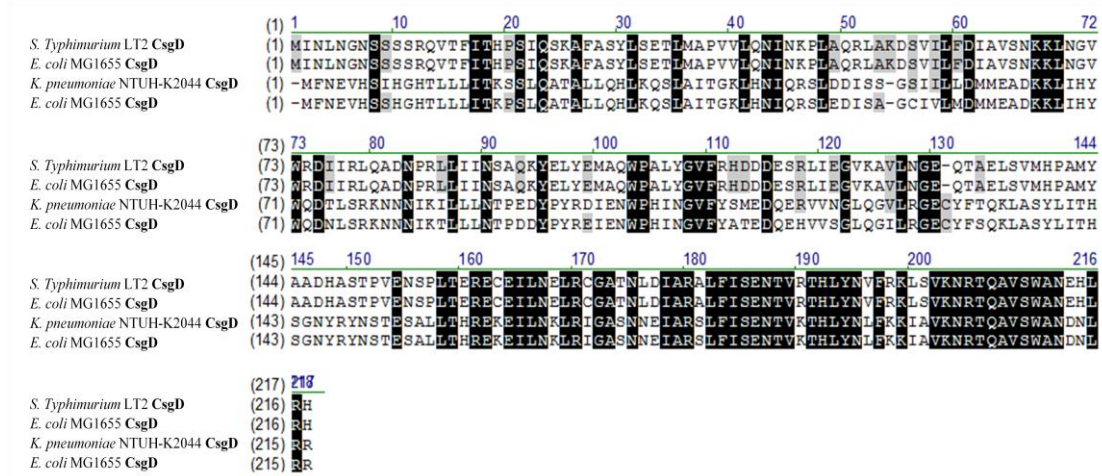 (1) 1 10 20 30 40 50 60 72
S. Typhimurium LT2 CsgD (1) MINLNGNSSSSRQVTFITHPSIQSKAFASYLSETLMAPVVLQNINKPLAQRLAKDSVILFDIAVSNKKLNGV
E. coli MG1655 CsgD (1) MINLNGNSSSSRQVTFITHPSIQSKAFASYLSETLMAPVVLQNINKPLAQRLAKDSVILFDIAVSNKKLNGV
K. pneumoniae NTUH-K2044 CsgD (1) -MFNEVHSIHGHTLLLITKSSLQATALLQHLKQSLAITGKLHNIQRSLDDISS-GSIILLDMMEADKKLIHY
E. coli MG1655 CsgD (1) -MFNEVHSSHGHTLLLITKPSLQATALLQHLKQSLAITGKLHNIQRSLEDISA-GCIVLMDMMEADKKLIHY
(73) 73 80 90 100 110 120 130 144
S. Typhimurium LT2 CsgD (73) WRDIIRLQADNPRLLIINSAQKYELYEMAQWPALYGVFRHDDDESRLIEGVKAVLNGE-QTAELSVMHPAMY
E. coli MG1655 CsgD (73) WRDIIRLQADNPRLLIINSAQKYELYEMAQWPALYGVFRHDDDESRLIEGVKAVLNGE-QTAELSVMHPAMY
K. pneumoniae NTUH-K2044 CsgD (71) WQDTLSRKNNNIKILLLNTPEDYPYRDIENWPHINGVFYSMEDQERVVNGLQGVLRGECYFTQKLASYLITH
E. coli MG1655 CsgD (71) WQDNLSRKNNNIKTLLLNTPDDYPYREIENWPHINGVFYATEDQEHVVSGLQGILRGECYFSQKLASYLITH
(145) 145 150 160 170 180 190 200 216
S. Typhimurium LT2 CsgD (144) AADHASTPVENSPLTERECEILNELRCGATNLDIARALFISENTVRTHLYNVFRKLSVKNRTQAVSWANEHL
E. coli MG1655 CsgD (144) AADHASTPVENSPLTERECEILNELRCGATNLDIARALFISENTVRTHLYNVFRKLSVKNRTQAVSWANEHL
K. pneumoniae NTUH-K2044 CsgD (143) SGNYRYNSTESALLTHREKEILNKLRIGASNNEIARSLFISENTVRTHLYNLFKKIAVKNRTQAVSWANDNL
E. coli MG1655 CsgD (143) SGNYRYNSTESALLTHREKEILNKLRIGASNNEIARSLFISENTVKTHLYNLFKKIAVKNRTQAVSWANDNL
(217) 218
S. Typhimurium LT2 CsgD (216) RH
E. coli MG1655 CsgD (216) RH
K. pneumoniae NTUH-K2044 CsgD (215) RR
E. coli MG1655 CsgD (215) RR